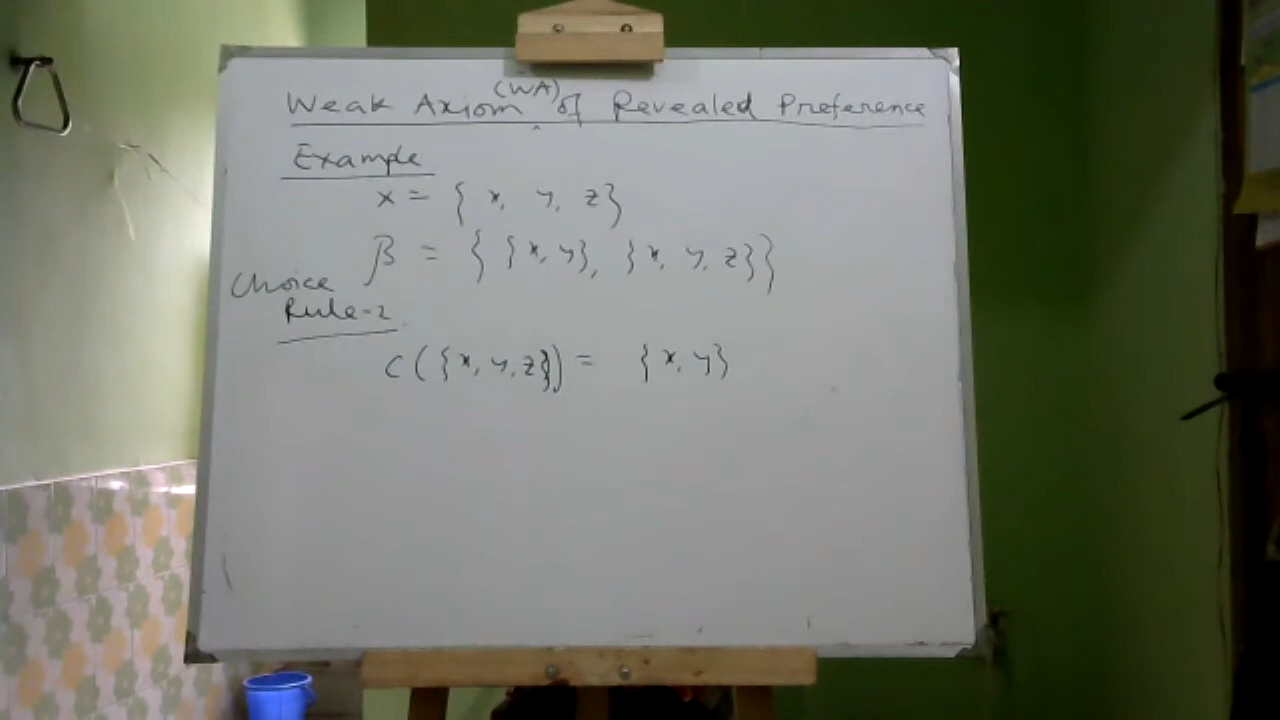 Weak Axiom (WA) of Revealed Preference
Example
X = { x, y, z}
β = { {x, y}, {x, y, z}}
Choice
Rule-2
C({x, y, z}) = {x, y}